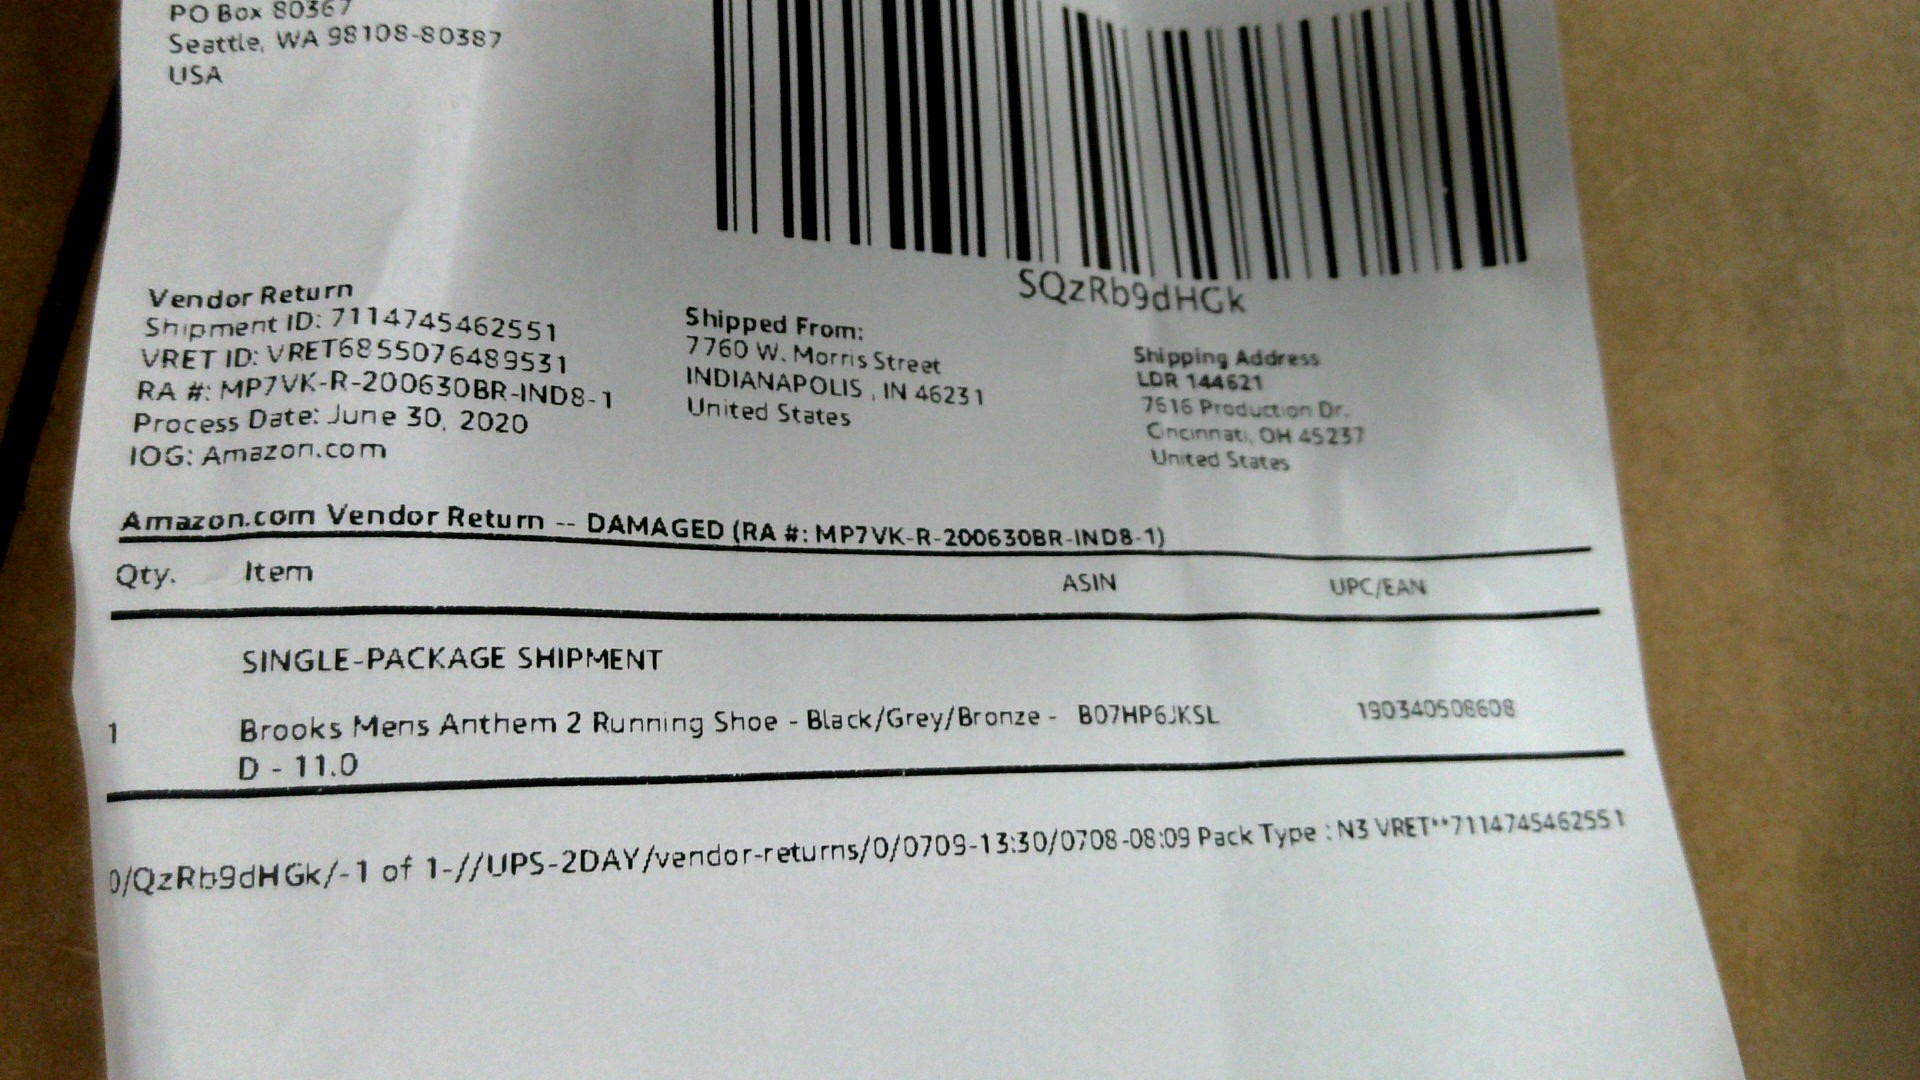 PO Box 80367
Seattle, WA 98108-80387
USA
SQzRb9dHGk
Vendor Return
Shipment ID: 7114745462551
VRET ID: VRET6855076489531
RA #: MP7VK-R-200630BR-IND8-1
Process Date: June 30, 2020
IOG: Amazon.com
Shipped From:
7760 W. Morris Street
INDIANAPOLIS , IN 46231
United States
Shipping Address
LDR 144621
7616 Production Dr.
Cincinnati, OH 45237
United States
Amazon.com Vendor Return -- DAMAGED (RA #: MP7VK-R-200630BR-IND8-1)
Qty. Item ASIN UPC/EAN
SINGLE-PACKAGE SHIPMENT
1 Brooks Mens Anthem 2 Running Shoe - Black/Grey/Bronze - B07HP6JKSL 190340508608
D - 11.0
0/QzRb9dHGk/-1 of 1-//UPS-2DAY/vendor-returns/0/0709-13:30/0708-08:09 Pack Type : N3 VRET**7114745462551